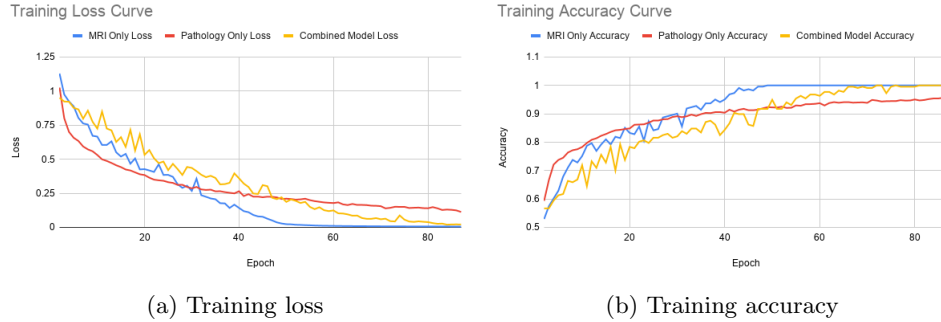 Training Loss Curve
MRI Only Loss Pathology Only Loss Combined Model Loss
1.25
1
0.75
0.5
0.25
0
Loss
20 40 60 80
Epoch
(a) Training loss
Training Accuracy Curve
MRI Only Accuracy Pathology Only Accuracy Combined Model Accuracy
1.1
1
0.9
0.8
0.7
0.6
0.5
Accuracy
20 40 60 80
Epoch
(b) Training accuracy